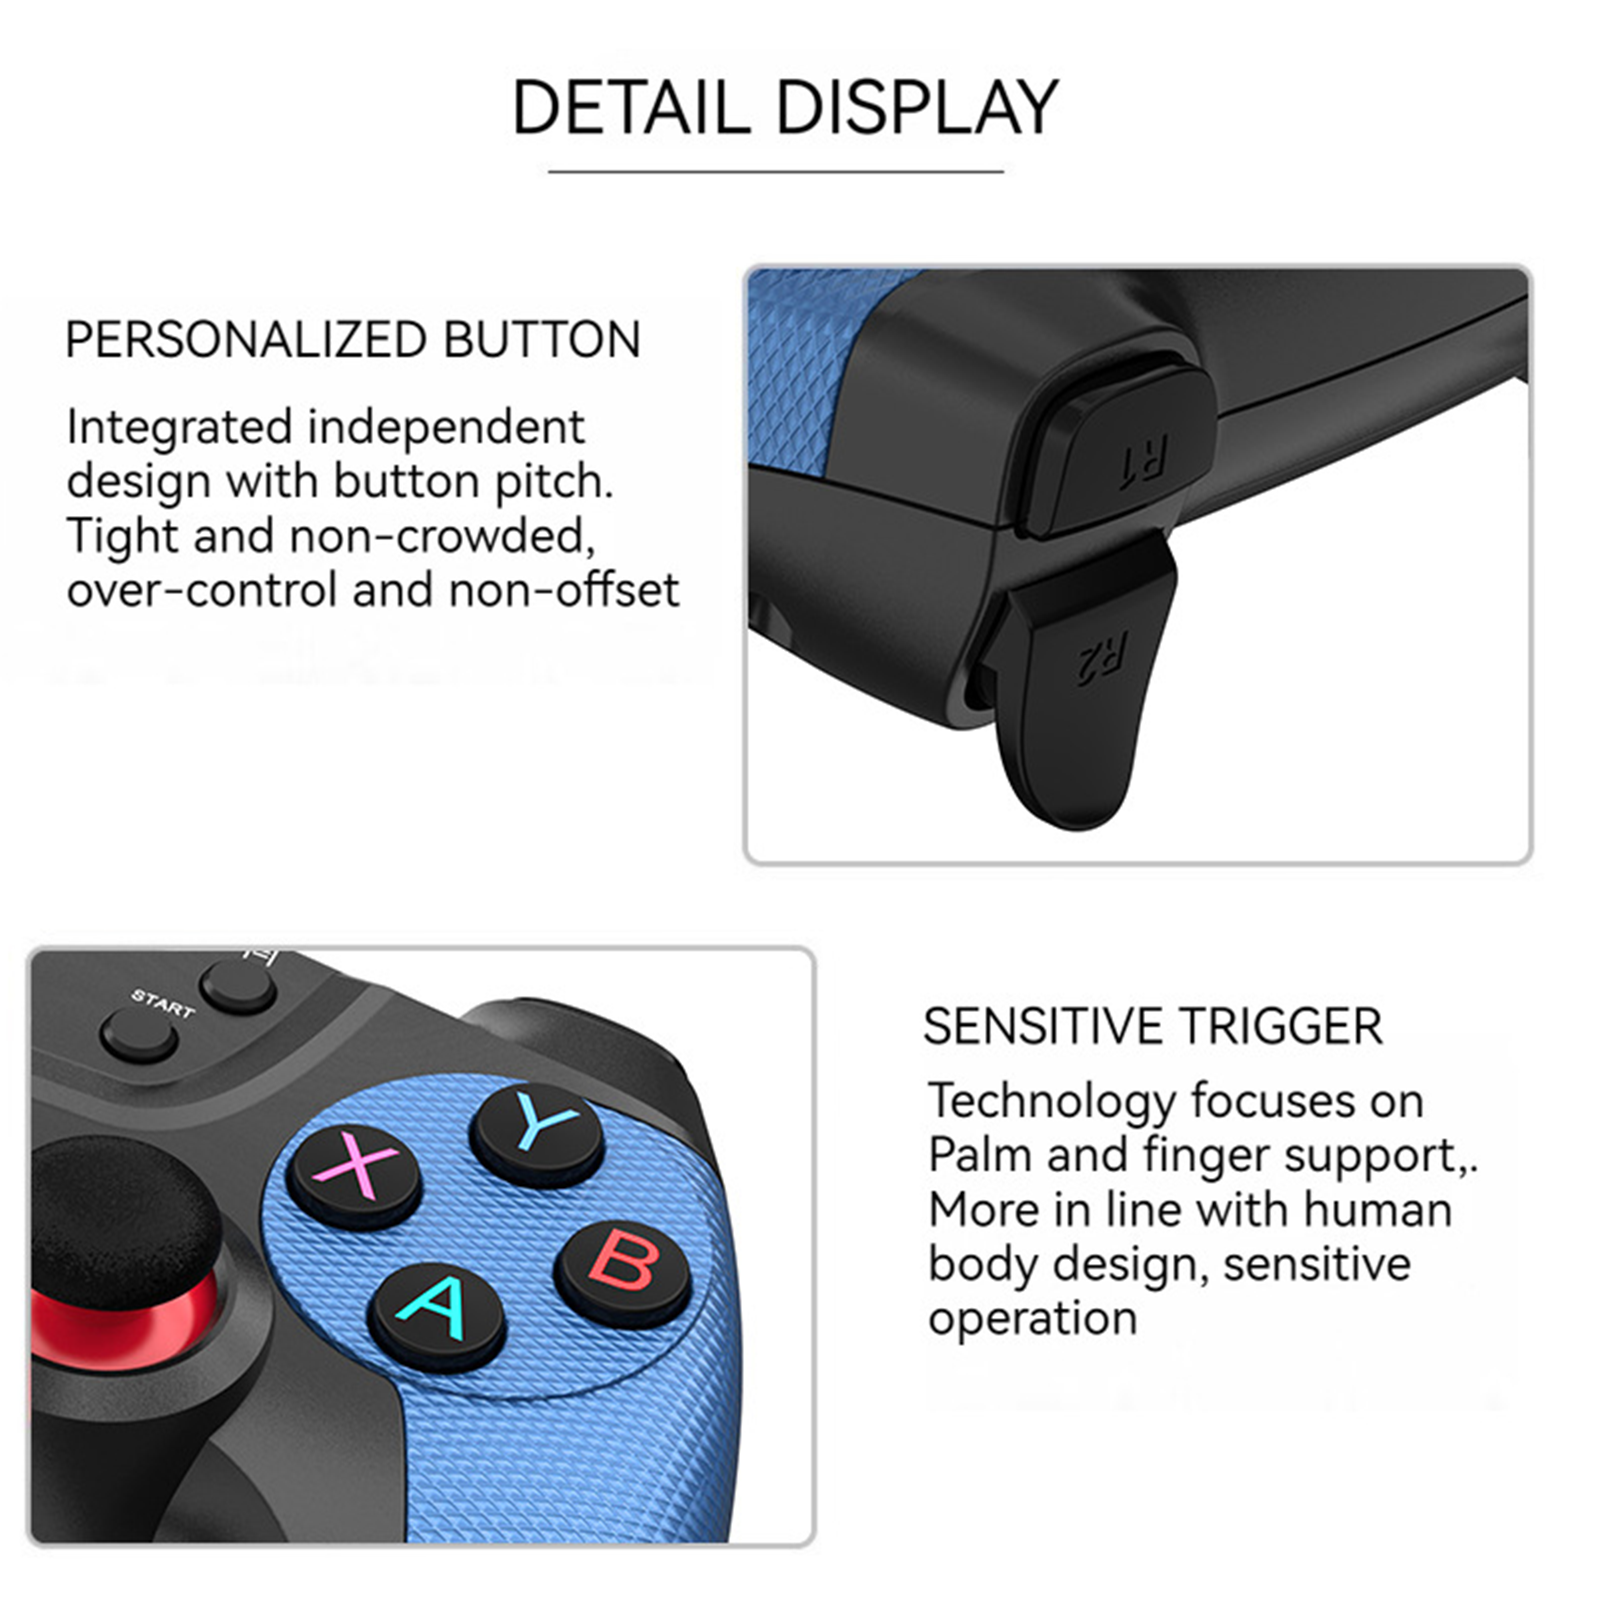 DETAIL DISPLAY
PERSONALIZED BUTTON
Integrated independent
design with button pitch.
Tight and non-crowded,
over-control and non-offset
R1
R2
START
X
Y
A
B
SENSITIVE TRIGGER
Technology focuses on
Palm and finger support,.
More in line with human
body design, sensitive
operation